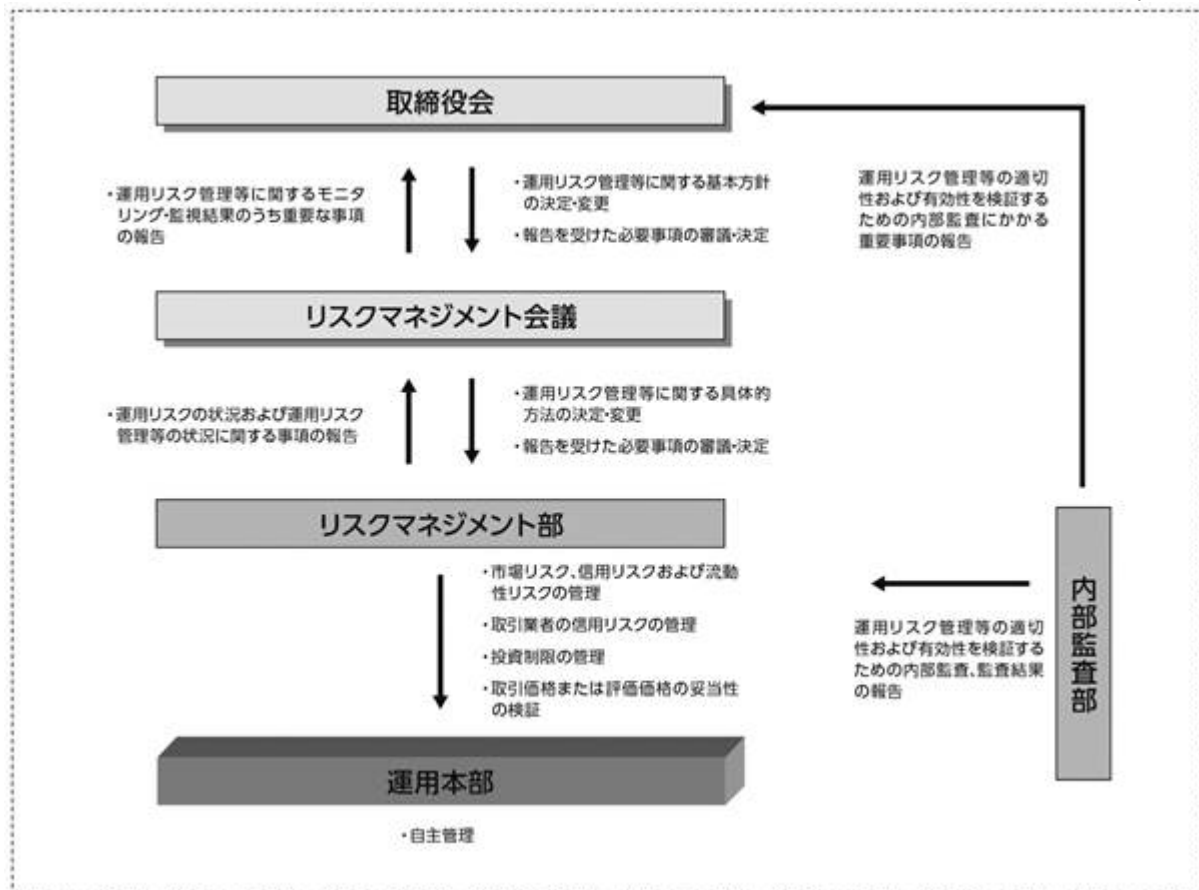 取締役会
・運用リスク管理等に関するモニタ
リング・監視結果のうち重要な事項
の報告
・運用リスク管理等に関する基本方針
の決定・変更
・報告を受けた必要事項の審議・決定
運用リスク管理等の適切
性および有効性を検証す
るための内部監査にかかる
重要事項の報告
リスクマネジメント会議
・運用リスクの状況および運用リスク
管理等の状況に関する事項の報告
・運用リスク管理等に関する具体的
方法の決定・変更
・報告を受けた必要事項の審議・決定
リスクマネジメント部
・市場リスク、信用リスクおよび流動
性リスクの管理
・取引業者の信用リスクの管理
・投資制限の管理
・取引価格または評価価格の妥当性
の検証
運用リスク管理等の適切
性および有効性を検証する
ための内部監査、監査結果
の報告
内部監査部
運用本部
・自主管理